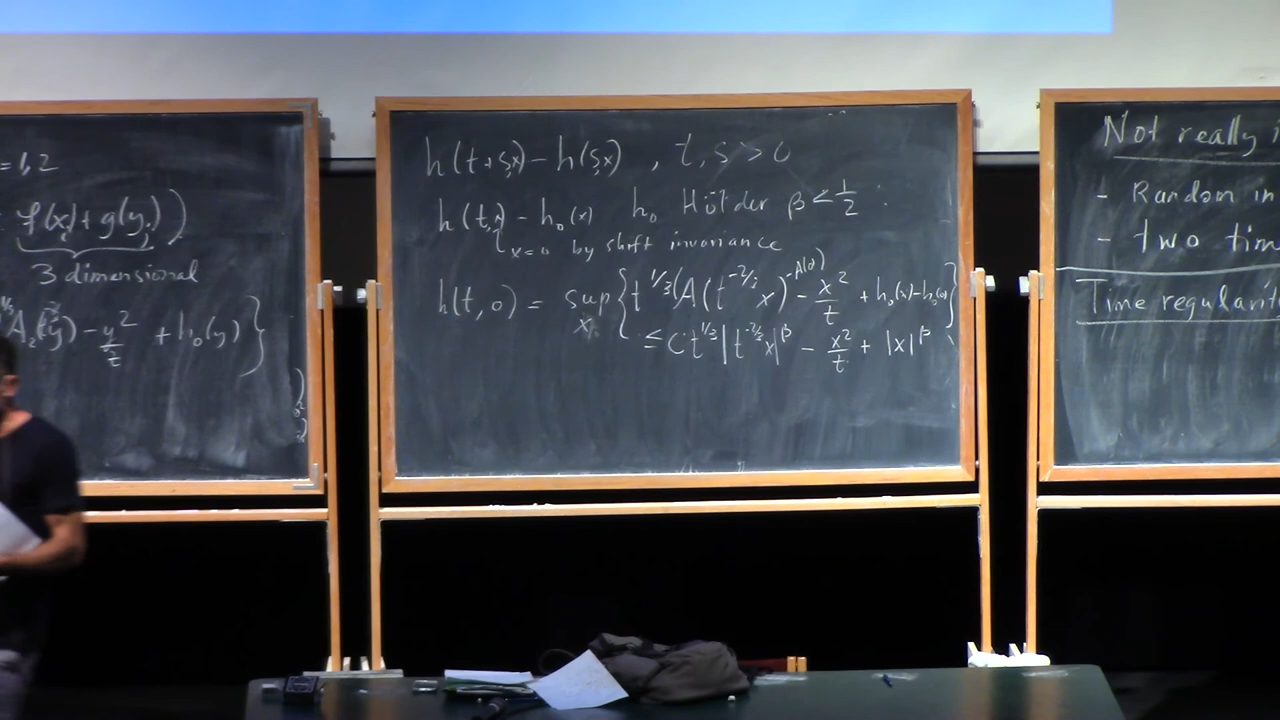 = 1, 2
f(x) + g(y) )
3 dimensional
A₂(ỹ) − y²/t + h₀(y) }
h(t+s,x) − h(s,x) , t, s > 0
h(t,x) − h₀(x) h₀ Hölder β < 1/2
x=0 by shift invariance
h(t, 0) = sup_x { t^{1/3}(A(t^{-2/3} x)^{-A(0)}) − x²/t + h₀(x) − h₀(0) }
≤ C t^{1/3} |t^{-2/3} x|^β − x²/t + |x|^β
Not really
- Random in
- two tim
Time regularit